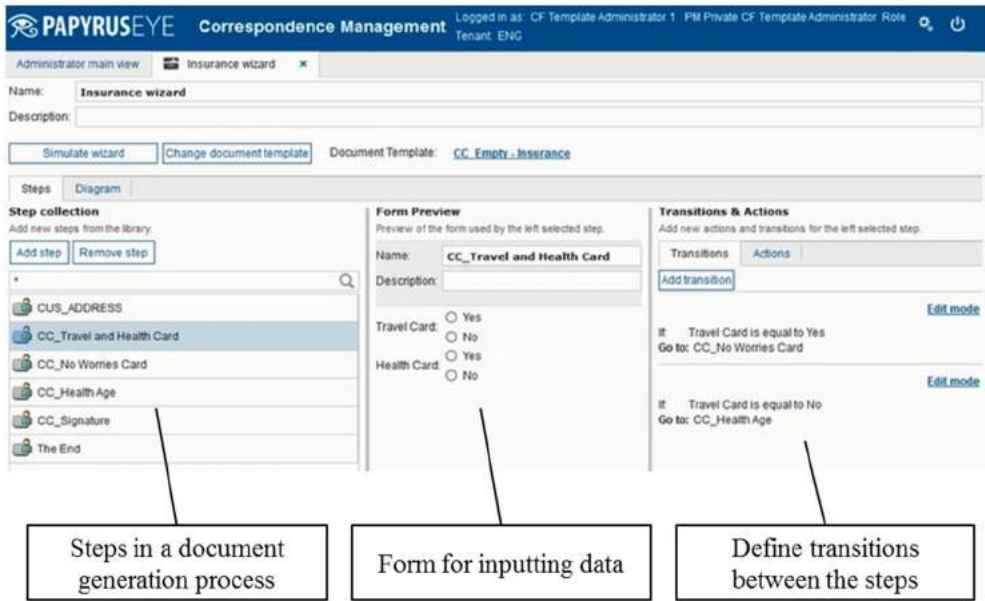 PAPYRUSEYE Correspondence Management Logged in as: CF Template Administrator 1 PM Private CF Template Administrator Role
Tenant: ENG
Administrator main view Insurance wizard x
Name: Insurance wizard
Description:
Simulate wizard Change document template Document Template: CC_Empty - Insurance
Steps Diagram
Step collection
Add new steps from the library.
Add step Remove step
*
CUS_ADDRESS
CC_Travel and Health Card
CC_No Worries Card
CC_Health Age
CC_Signature
The End
Form Preview
Preview of the form used by the left selected step.
Name: CC_Travel and Health Card
Description:
Travel Card: Yes
No
Health Card: Yes
No
Transitions & Actions
Add new actions and transitions for the left selected step.
Transitions Actions
Add transition
Edit mode
If: Travel Card is equal to Yes
Go to: CC_No Worries Card
Edit mode
If: Travel Card is equal to No
Go to: CC_Health Age
Steps in a document
generation process
Form for inputting data
Define transitions
between the steps